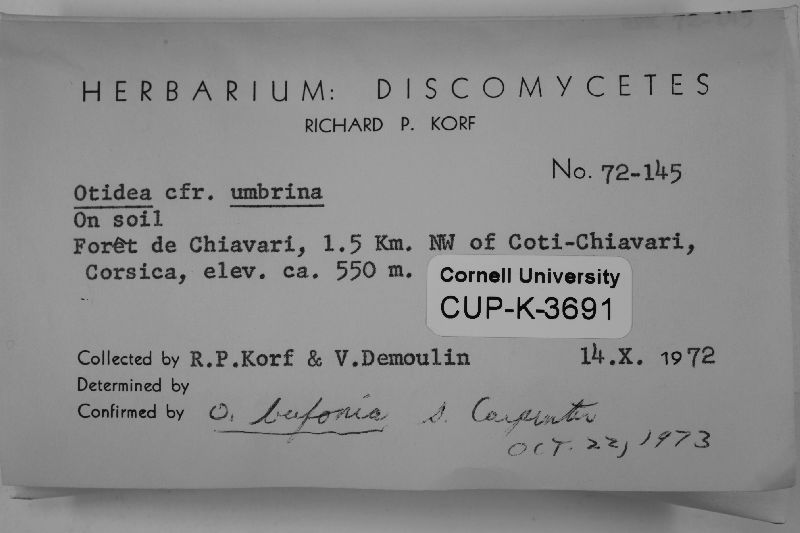 HERBARIUM: DISCOMYCETES
RICHARD P. KORF
No. 72-145
Otidea cfr. umbrina
On soil
Forêt de Chiavari, 1.5 Km. NW of Coti-Chiavari,
Corsica, elev. ca. 550 m.
Cornell University
CUP-K-3691
Collected by R.P.Korf & V.Demoulin 14.X. 1972
Determined by
Confirmed by O. bufonia S. Carpenter
OCT. 22, 1973